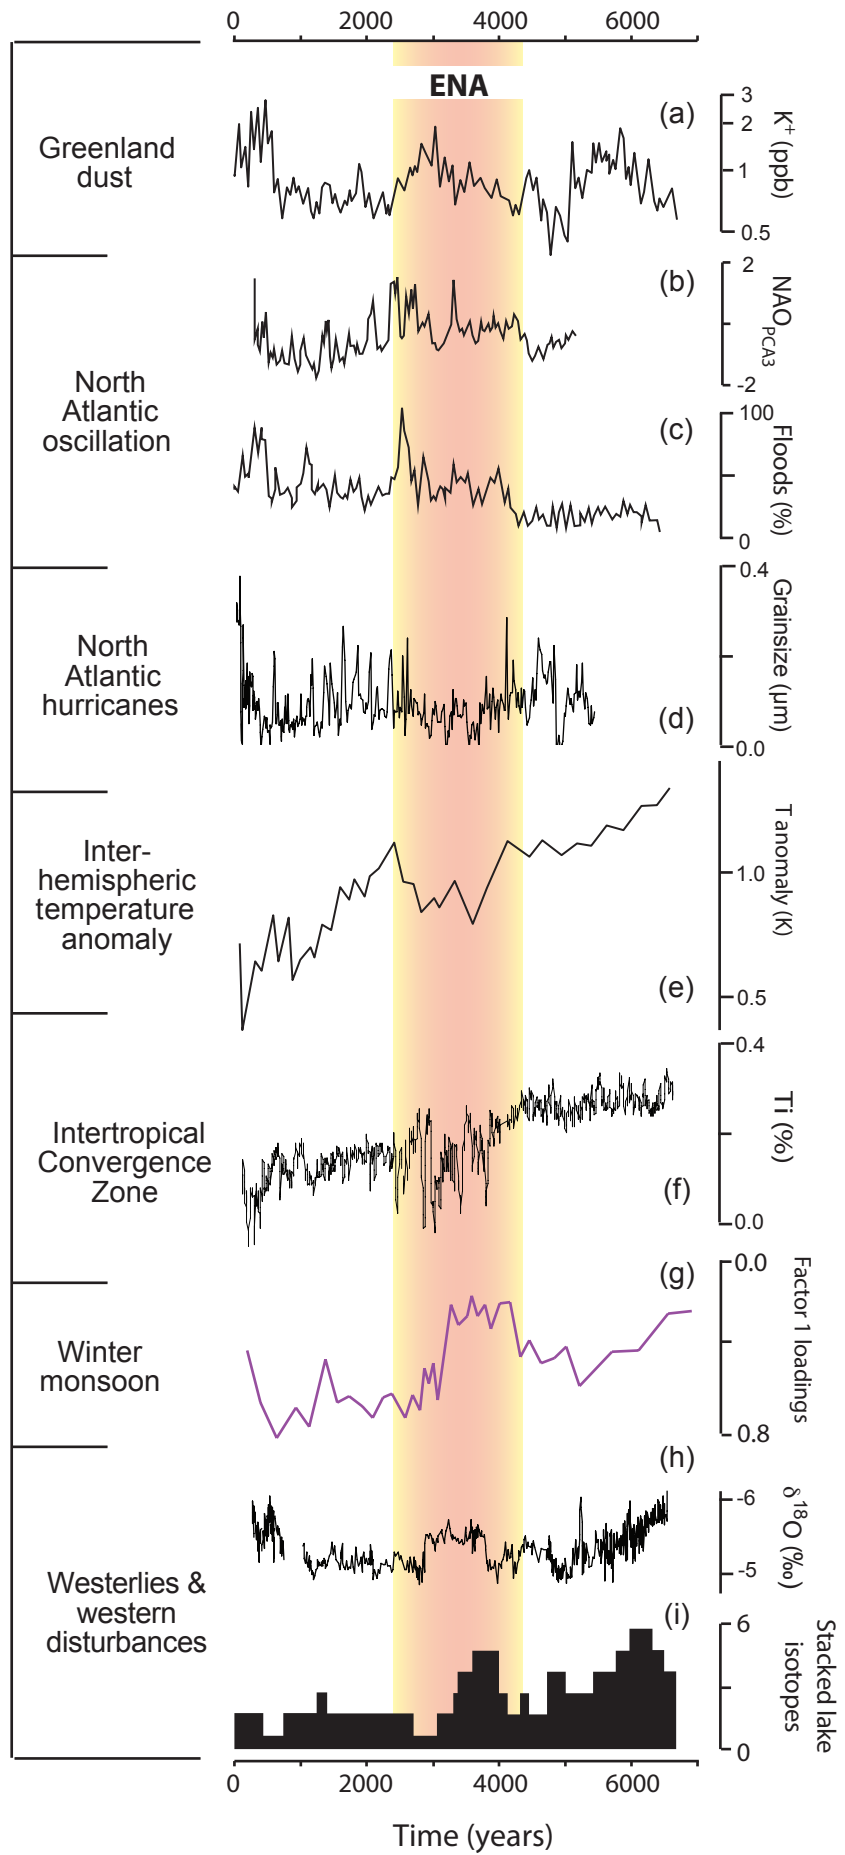 0 2000 4000 6000
ENA
Greenland
dust
(a)
3
2
1
0.5
K+ (ppb)
North
Atlantic
oscillation
(b)
2
-2
NAOPCA3
(c)
100
0
Floods (%)
North
Atlantic
hurricanes
(d)
0.4
0.0
Grainsize (μm)
Inter-
hemispheric
temperature
anomaly
(e)
1.0
0.5
T anomaly (K)
Intertropical
Convergence
Zone
(f)
0.4
0.0
Ti (%)
Winter
monsoon
(g)
0.0
0.8
Factor 1 loadings
Westerlies &
western
disturbances
(h)
-6
-5
δ18O (‰)
(i)
6
0
Stacked lake
isotopes
0 2000 4000 6000
Time (years)